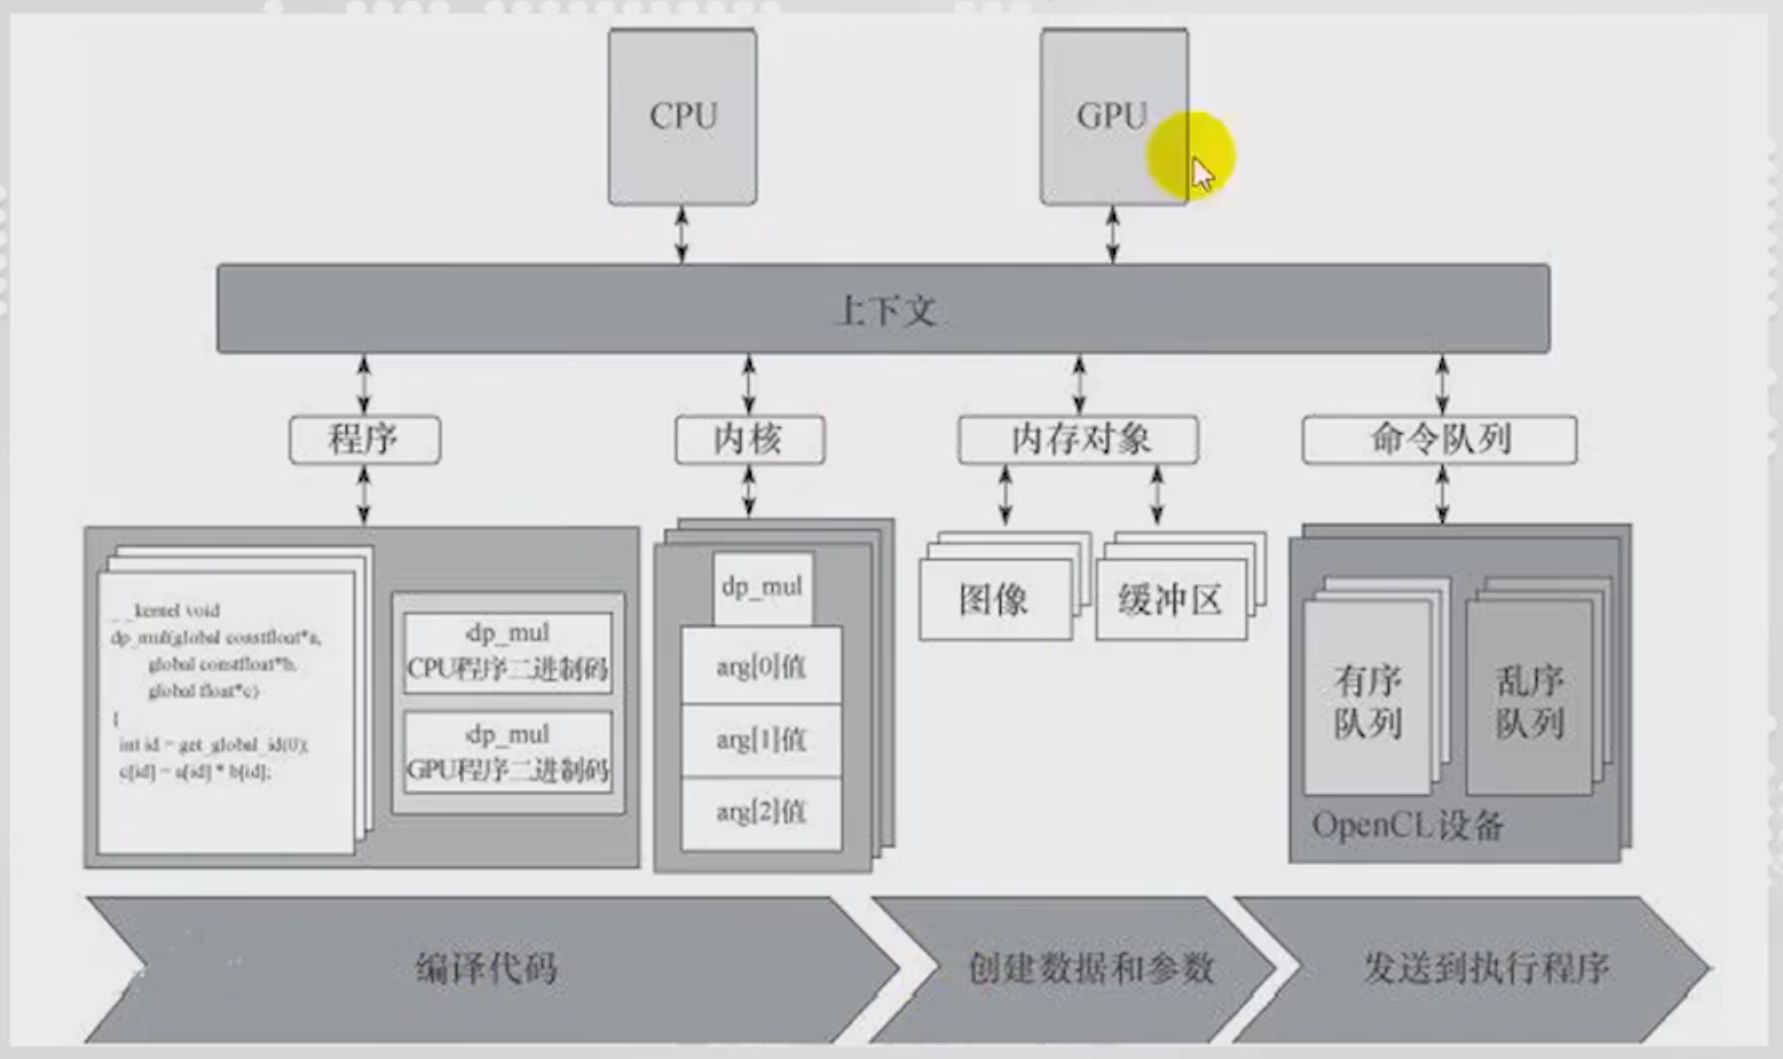 CPU
GPU
上下文
程序
内核
内存对象
命令队列
__kernel void
dp_mul(global constfloat*a,
global constfloat*b,
global float*c)
{
int id = get_global_id(0);
c[id] = a[id] * b[id];
dp_mul
CPU程序二进制码
dp_mul
GPU程序二进制码
dp_mul
arg[0]值
arg[1]值
arg[2]值
图像
缓冲区
有序
队列
乱序
队列
OpenCL设备
编译代码
创建数据和参数
发送到执行程序